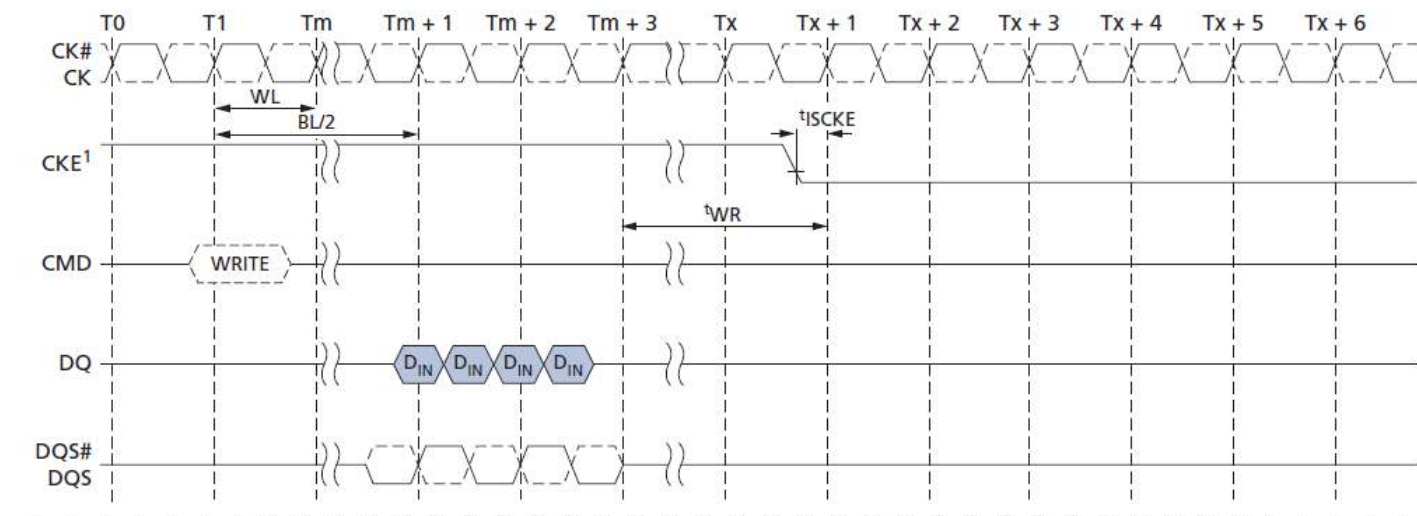 T0 T1 Tm Tm + 1 Tm + 2 Tm + 3 Tx Tx + 1 Tx + 2 Tx + 3 Tx + 4 Tx + 5 Tx + 6
CK#
CK
WL
BL/2
tISCKE
CKE1
tWR
CMD WRITE
DQ DIN DIN DIN DIN
DQS#
DQS